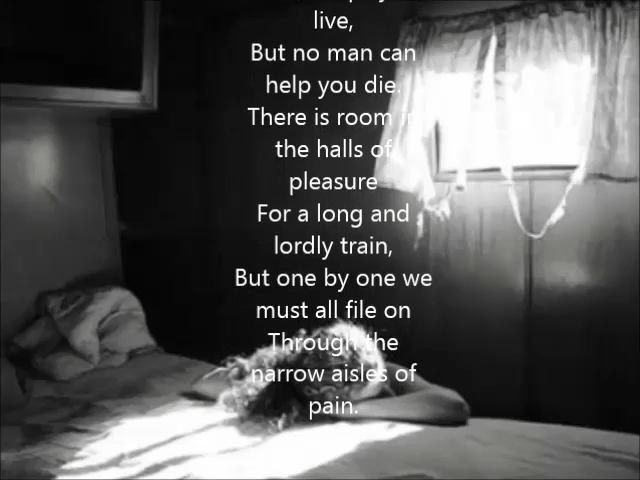 live,
But no man can
help you die.
There is room in
the halls of
pleasure
For a long and
lordly train,
But one by one we
must all file on
Through the
narrow aisles of
pain.